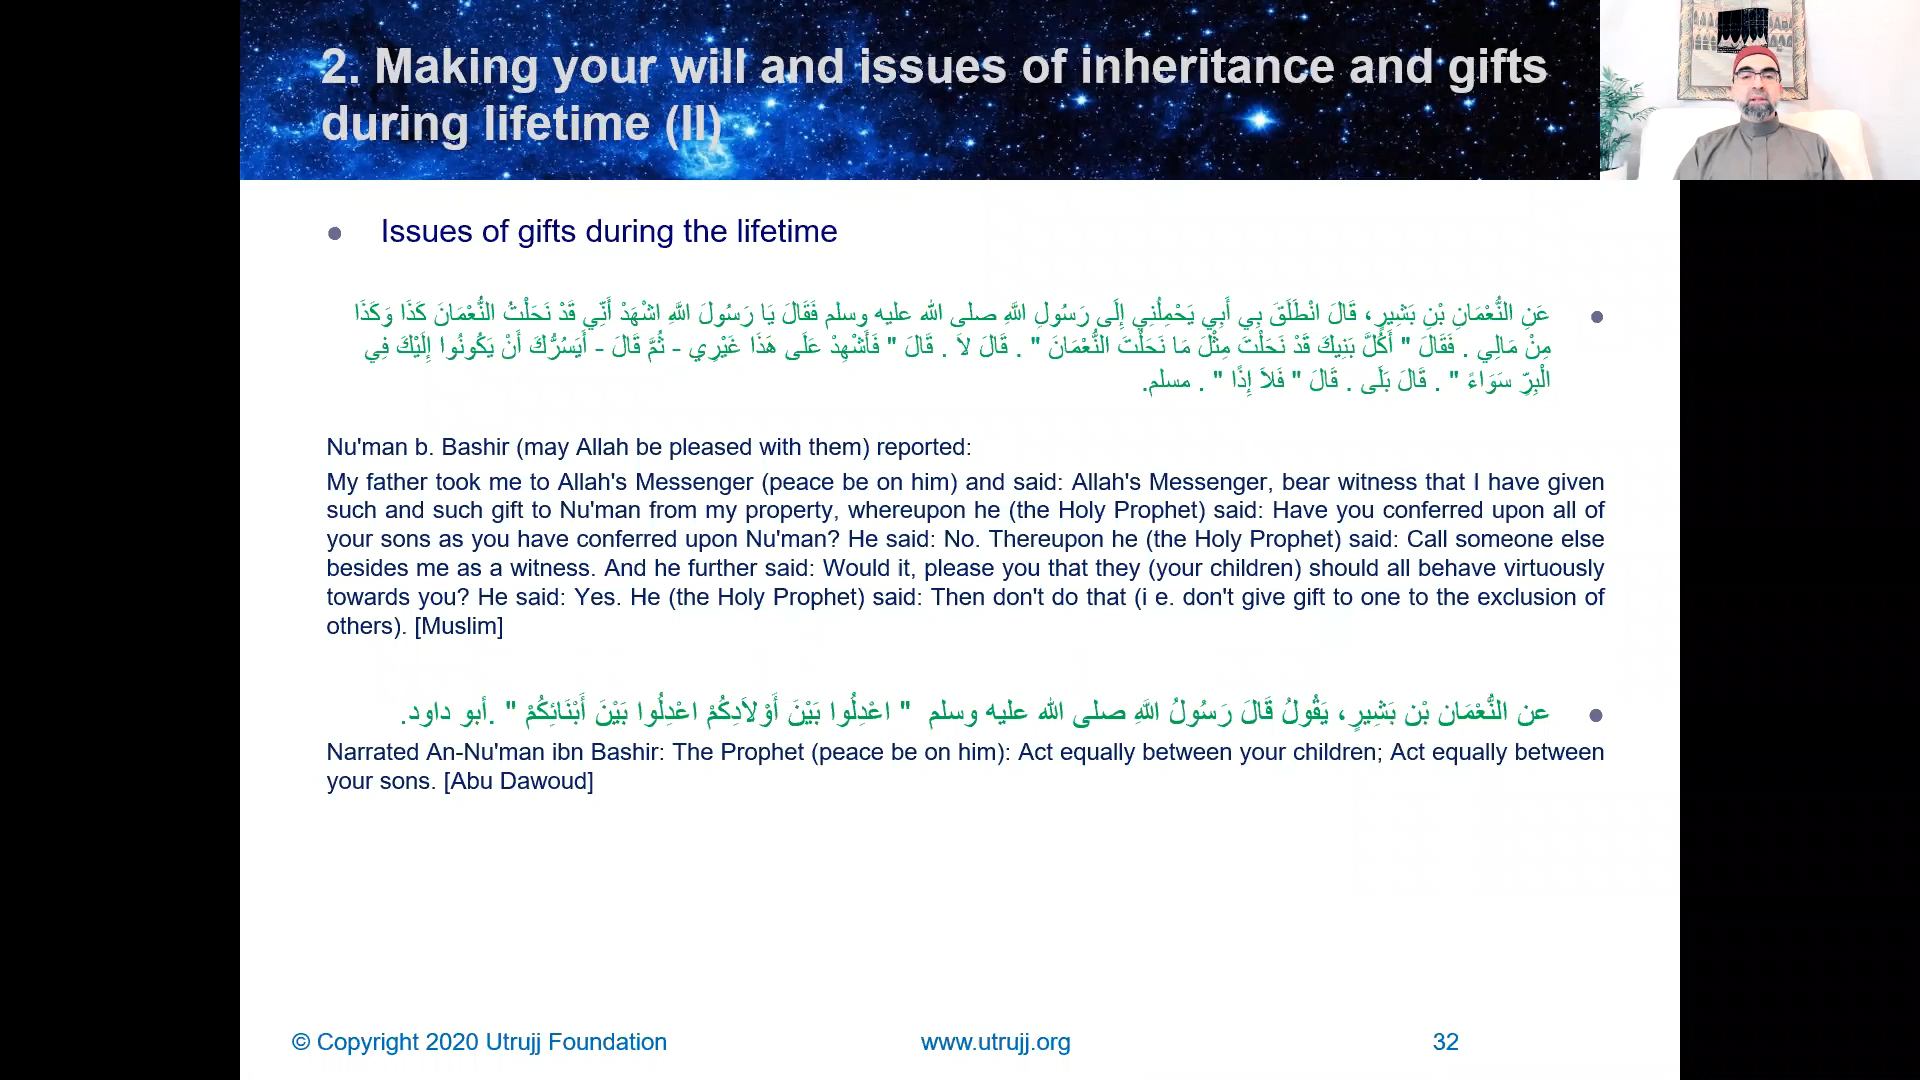 2. Making your will and issues of inheritance and gifts
during lifetime (II)
● Issues of gifts during the lifetime
● عَنِ النُّعْمَانِ بْنِ بَشِيرٍ، قَالَ انْطَلَقَ بِي أَبِي يَحْمِلُنِي إِلَى رَسُولِ اللَّهِ صلى الله عليه وسلم فَقَالَ يَا رَسُولَ اللَّهِ اشْهَدْ أَنِّي قَدْ نَحَلْتُ النُّعْمَانَ كَذَا وَكَذَا
مِنْ مَالِي . فَقَالَ " أَكُلَّ بَنِيكَ قَدْ نَحَلْتَ مِثْلَ مَا نَحَلْتَ النُّعْمَانَ " . قَالَ لاَ . قَالَ " فَأَشْهِدْ عَلَى هَذَا غَيْرِي - ثُمَّ قَالَ - أَيَسُرُّكَ أَنْ يَكُونُوا إِلَيْكَ فِي
الْبِرِّ سَوَاءً " . قَالَ بَلَى . قَالَ " فَلاَ إِذًا " . مسلم.
Nu'man b. Bashir (may Allah be pleased with them) reported:
My father took me to Allah's Messenger (peace be on him) and said: Allah's Messenger, bear witness that I have given
such and such gift to Nu'man from my property, whereupon he (the Holy Prophet) said: Have you conferred upon all of
your sons as you have conferred upon Nu'man? He said: No. Thereupon he (the Holy Prophet) said: Call someone else
besides me as a witness. And he further said: Would it, please you that they (your children) should all behave virtuously
towards you? He said: Yes. He (the Holy Prophet) said: Then don't do that (i e. don't give gift to one to the exclusion of
others). [Muslim]
● عن النُّعْمَان بْن بَشِيرٍ، يَقُولُ قَالَ رَسُولُ اللَّهِ صلى الله عليه وسلم " اعْدِلُوا بَيْنَ أَوْلاَدِكُمْ اعْدِلُوا بَيْنَ أَبْنَائِكُمْ " .أبو داود.
Narrated An-Nu'man ibn Bashir: The Prophet (peace be on him): Act equally between your children; Act equally between
your sons. [Abu Dawoud]
© Copyright 2020 Utrujj Foundation
www.utrujj.org
32